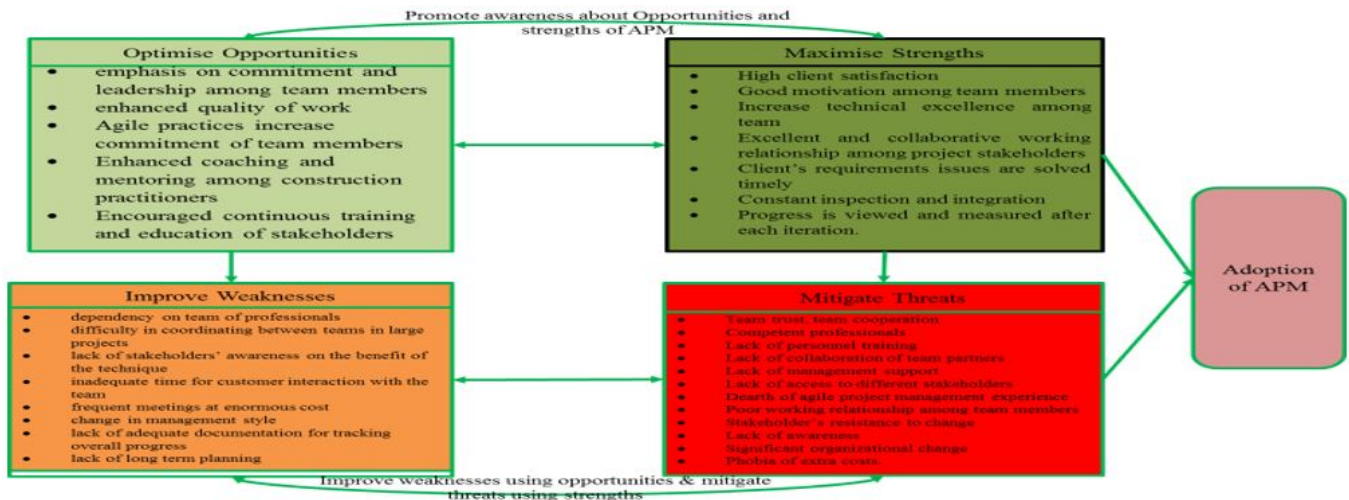 Promote awareness about Opportunities and
strengths of APM
Optimise Opportunities
• emphasis on commitment and
leadership among team members
• enhanced quality of work
• Agile practices increase
commitment of team members
• Enhanced coaching and
mentoring among construction
practitioners
• Encouraged continuous training
and education of stakeholders
Maximise Strengths
• High client satisfaction
• Good motivation among team members
• Increase technical excellence among
team
• Excellent and collaborative working
relationship among project stakeholders
• Client's requirements issues are solved
timely
• Constant inspection and integration
• Progress is viewed and measured after
each iteration.
Improve Weaknesses
• dependency on team of professionals
• difficulty in coordinating between teams in large
projects
• lack of stakeholders' awareness on the benefit of
the technique
• inadequate time for customer interaction with the
team
• frequent meetings at enormous cost
• change in management style
• lack of adequate documentation for tracking
overall progress
• lack of long term planning
Mitigate Threats
• Team trust, team cooperation
• Competent professionals
• Lack of personnel training
• Lack of collaboration of team partners
• Lack of management support
• Lack of access to different stakeholders
• Dearth of agile project management experience
• Poor working relationship among team members
• Stakeholder's resistance to change
• Lack of awareness
• Significant organizational change
• Phobia of extra costs.
Adoption
of APM
Improve weaknesses using opportunities & mitigate
threats using strengths